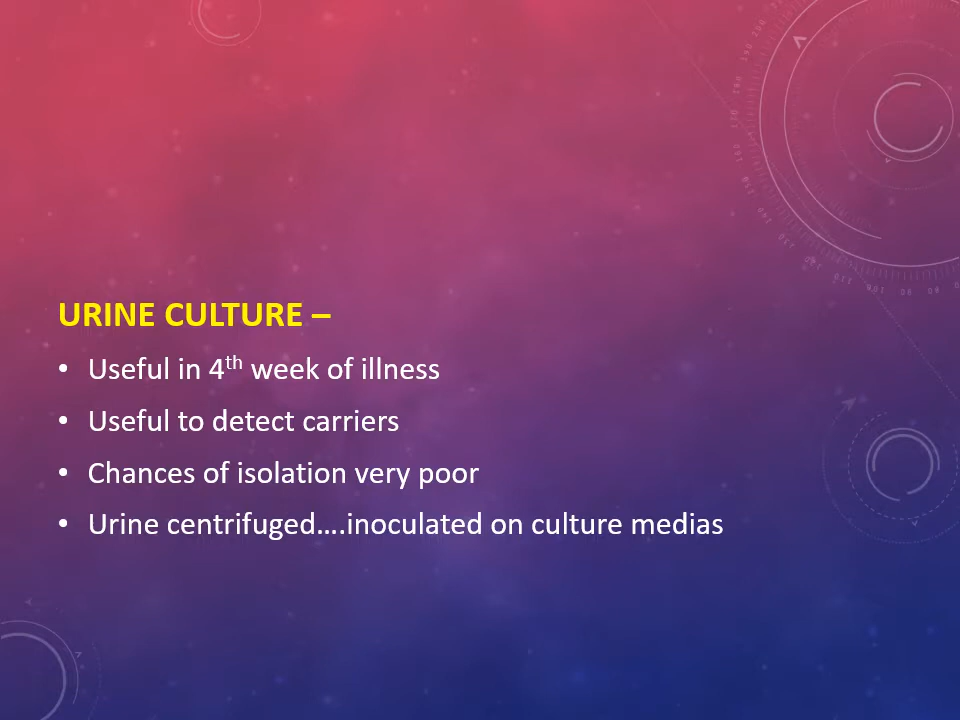 URINE CULTURE –
• Useful in 4th week of illness
• Useful to detect carriers
• Chances of isolation very poor
• Urine centrifuged….inoculated on culture medias